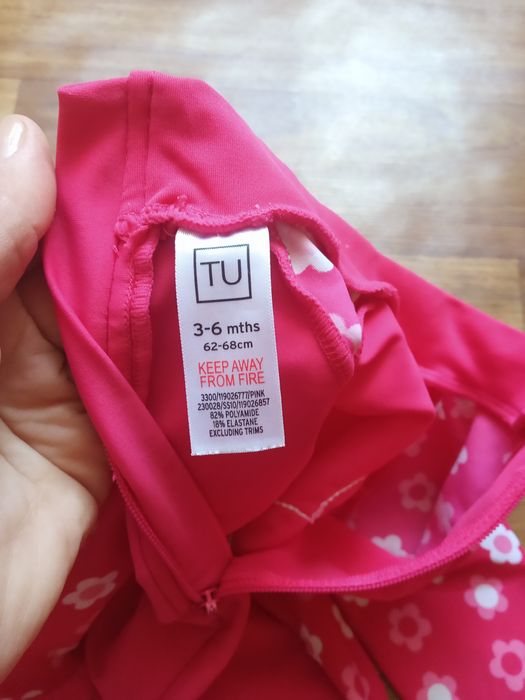 TU
3-6 mths
62-68cm
KEEP AWAY
FROM FIRE
3300/119026777/PINK
230028/SS10/119026857
82% POLYAMIDE
18% ELASTANE
EXCLUDING TRIMS